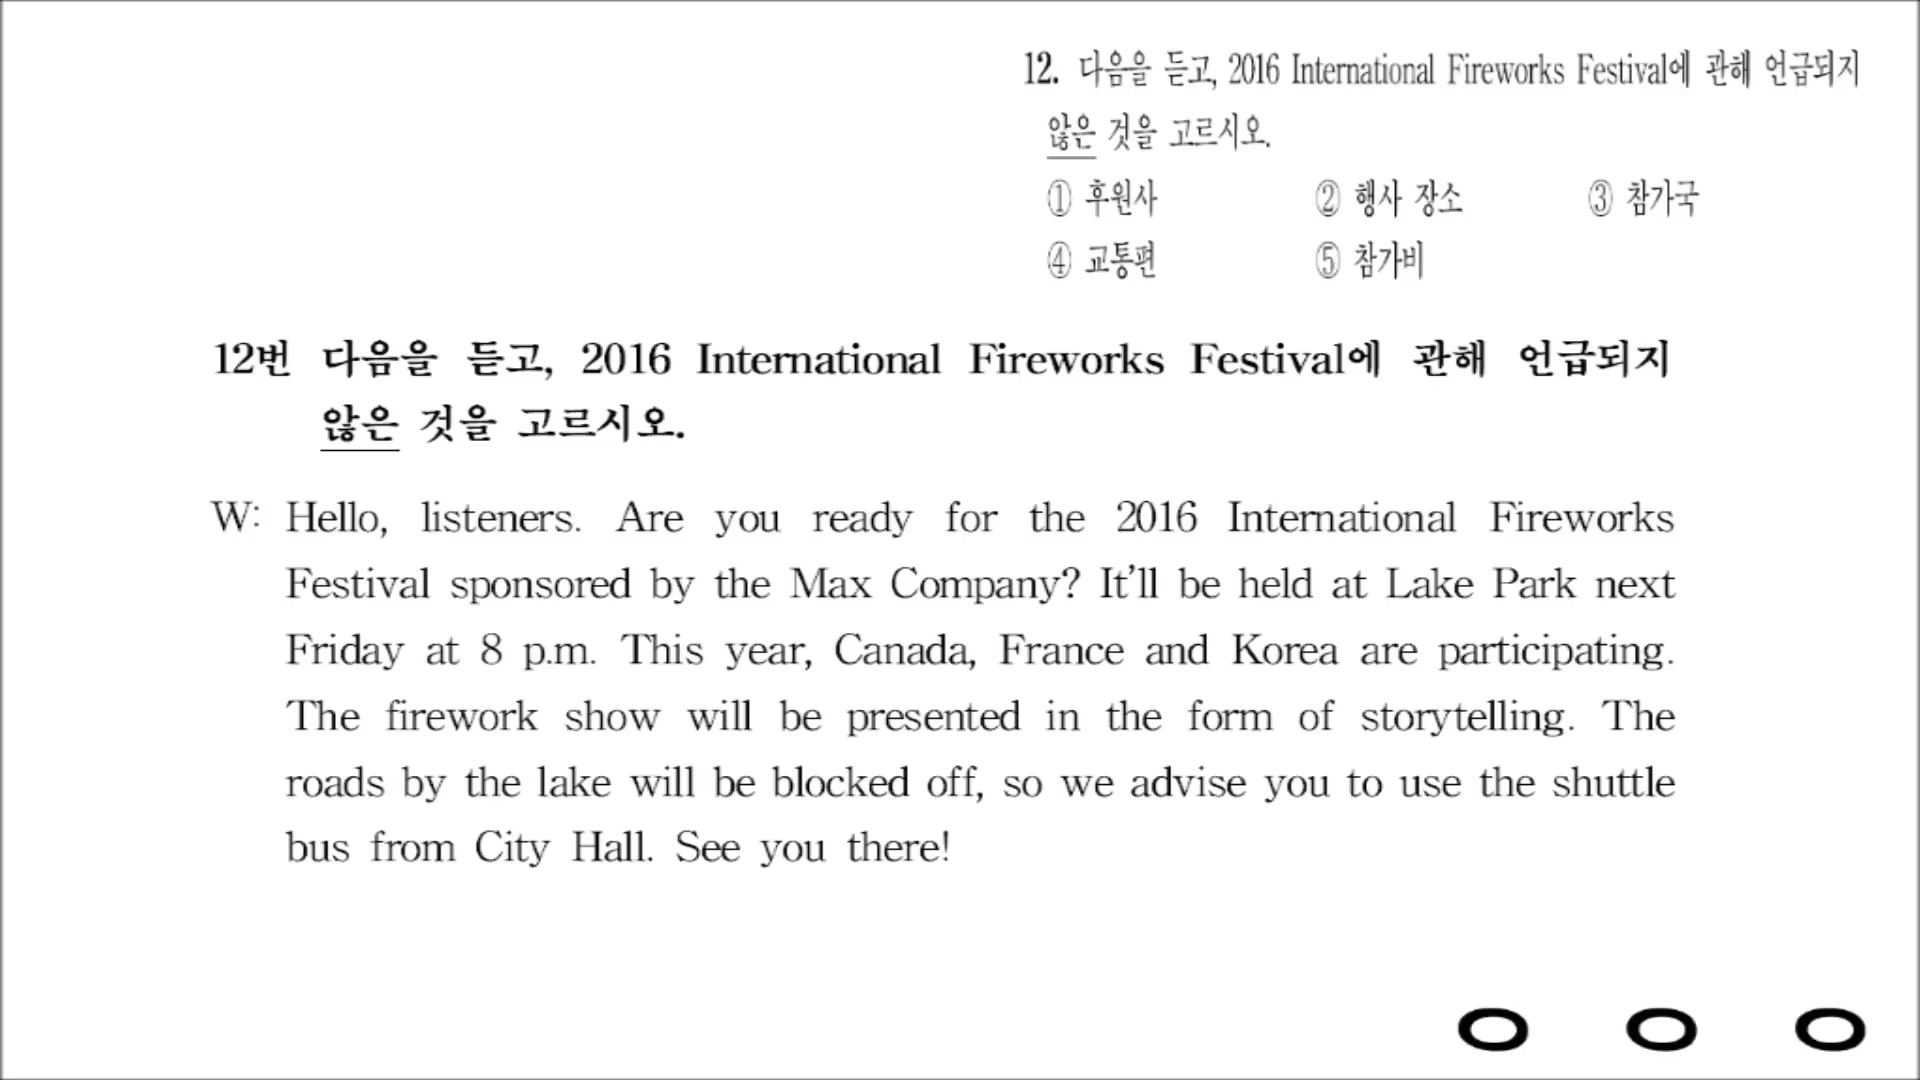 12. 다음을 듣고, 2016 International Fireworks Festival에 관해 언급되지
않은 것을 고르시오.
① 후원사 ② 행사 장소 ③ 참가국
④ 교통편 ⑤ 참가비
12번 다음을 듣고, 2016 International Fireworks Festival에 관해 언급되지
않은 것을 고르시오.
W: Hello, listeners. Are you ready for the 2016 International Fireworks
Festival sponsored by the Max Company? It’ll be held at Lake Park next
Friday at 8 p.m. This year, Canada, France and Korea are participating.
The firework show will be presented in the form of storytelling. The
roads by the lake will be blocked off, so we advise you to use the shuttle
bus from City Hall. See you there!